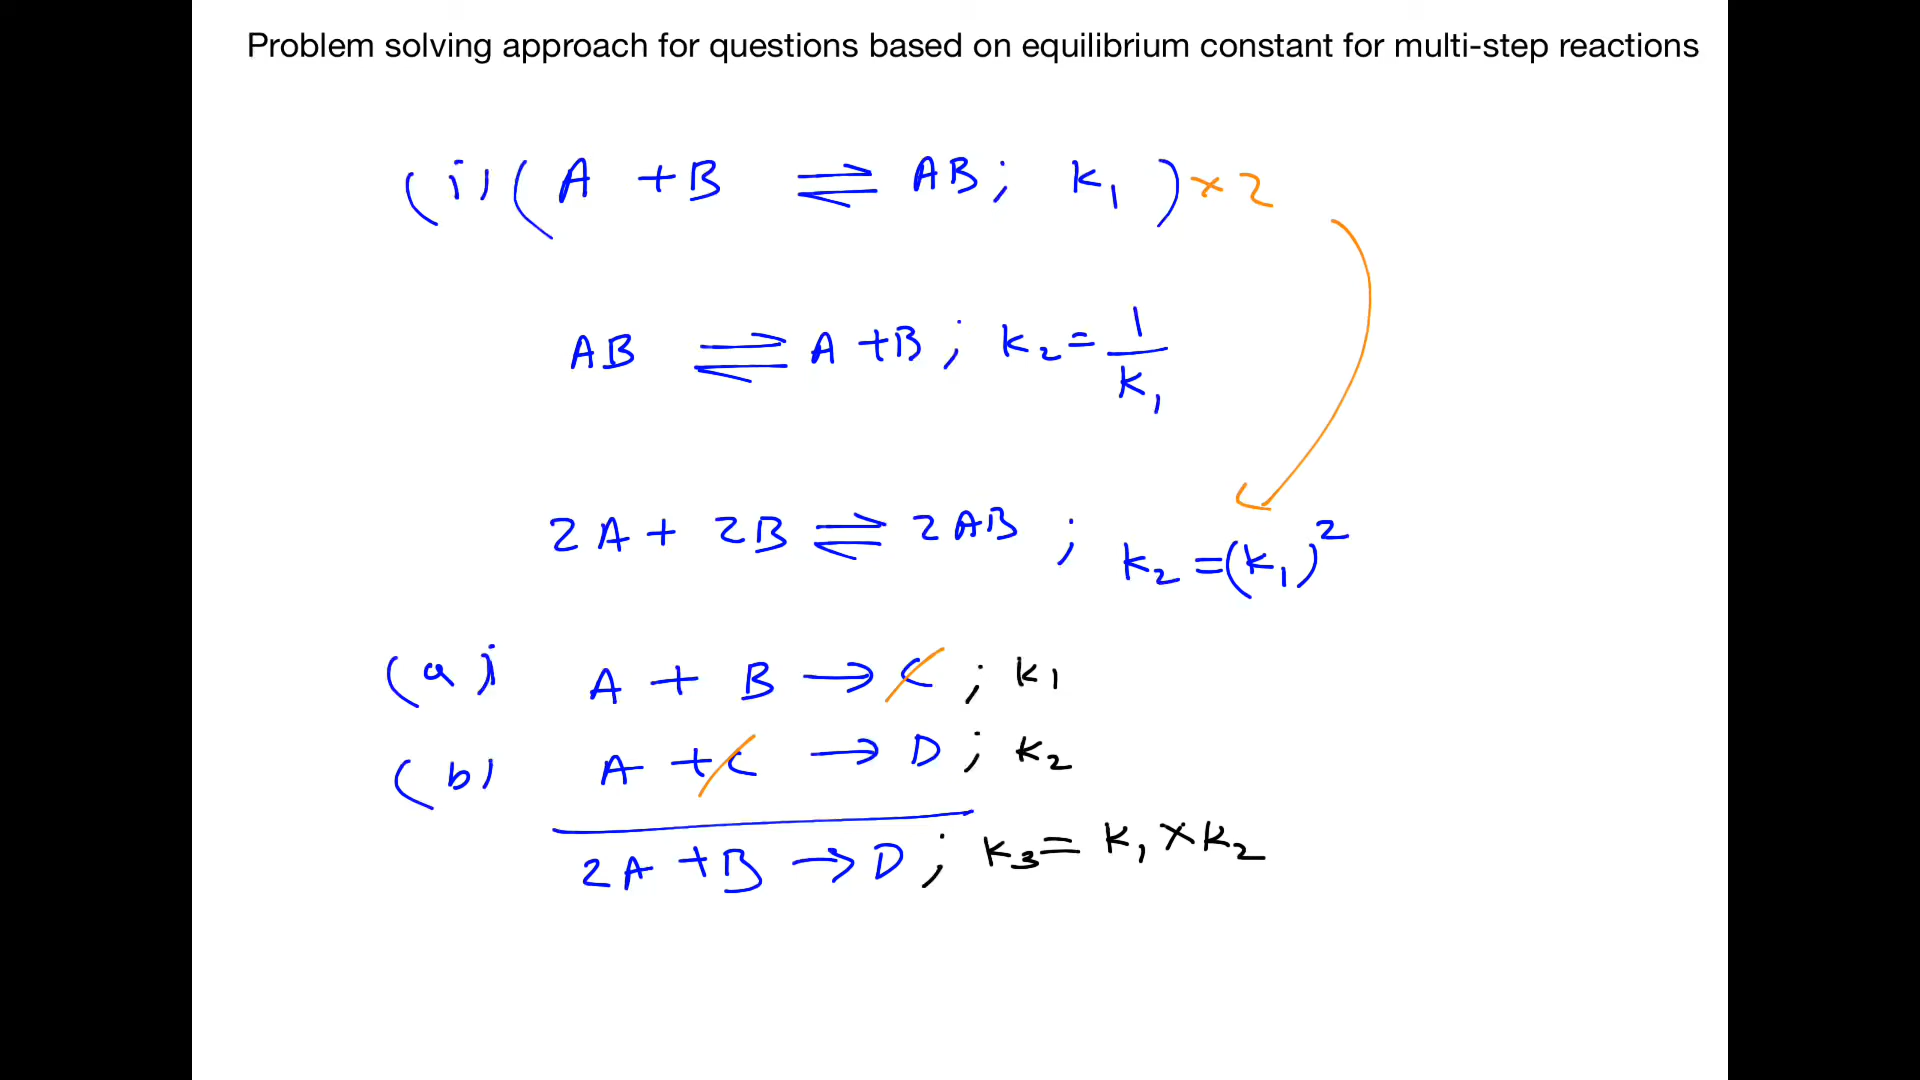 Problem solving approach for questions based on equilibrium constant for multi-step reactions
(i) (A + B ⇌ AB; K₁) × 2
AB ⇌ A + B; K₂ = 1/K₁
2A + 2B ⇌ 2AB; K₂ = (K₁)²
(a) A + B → C; K₁
(b) A + C → D; K₂
2A + B → D; K₃ = K₁ × K₂